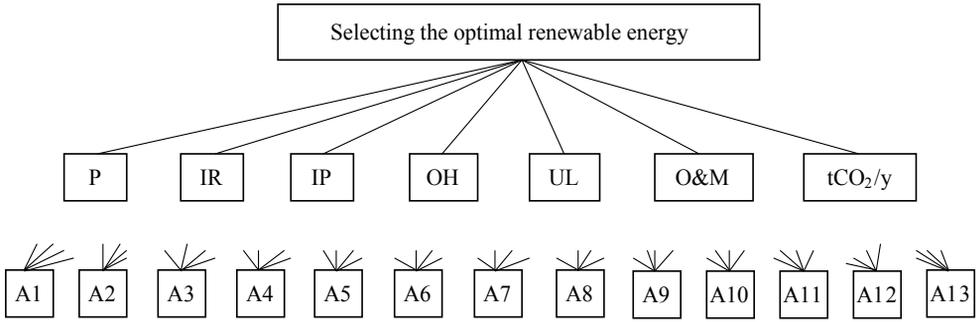 Selecting the optimal renewable energy
P IR IP OH UL O&M tCO₂/y
A1 A2 A3 A4 A5 A6 A7 A8 A9 A10 A11 A12 A13